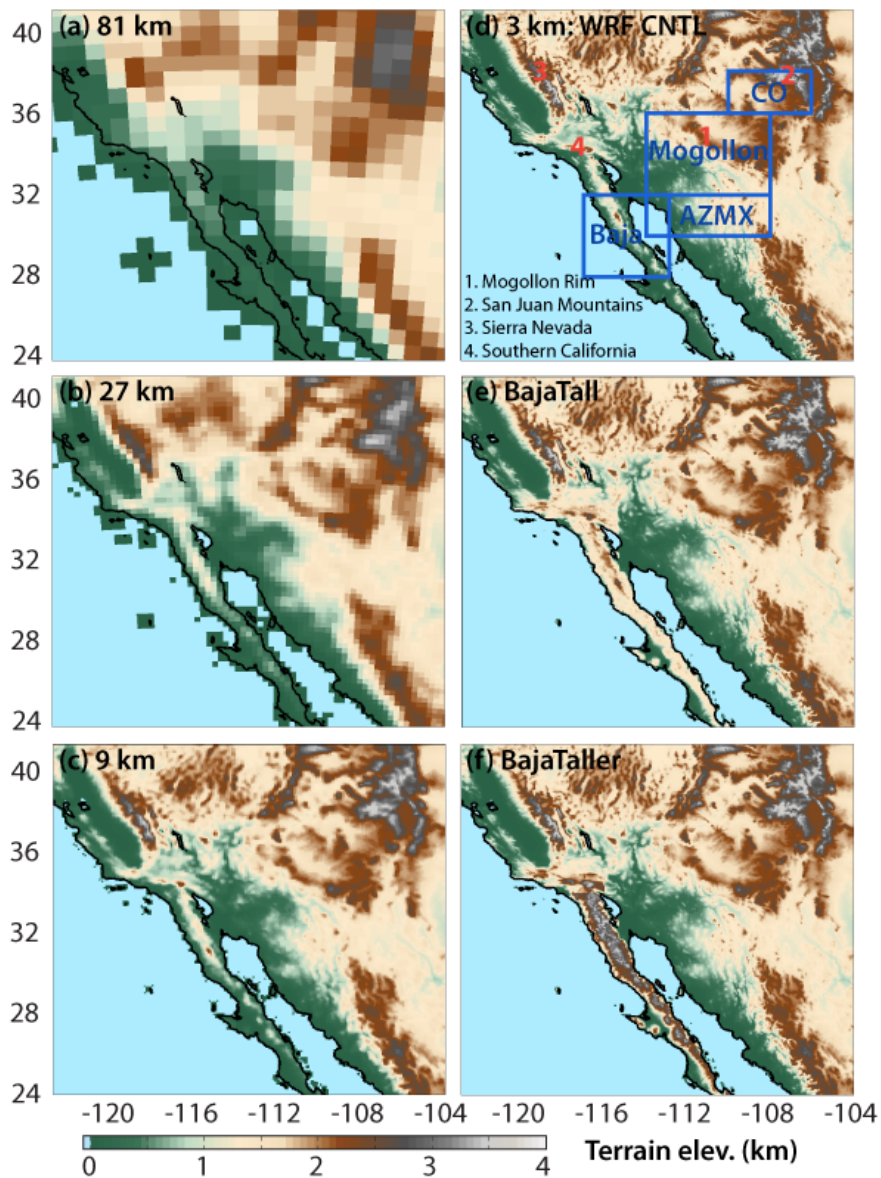 (a) 81 km
(d) 3 km: WRF CNTL
40
36
32
28
24
3
2
CO
1
Mogollon
4
AZMX
Baja
1. Mogollon Rim
2. San Juan Mountains
3. Sierra Nevada
4. Southern California
(b) 27 km
(e) BajaTall
40
36
32
28
24
(c) 9 km
(f) BajaTaller
40
36
32
28
24
-120 -116 -112 -108 -104 -120 -116 -112 -108 -104
0 1 2 3 4
Terrain elev. (km)